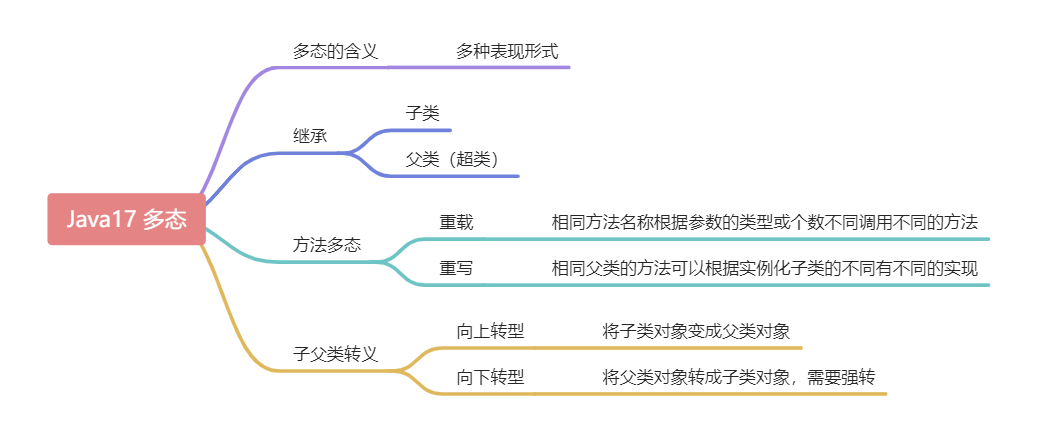 Java17 多态
多态的含义
多种表现形式
继承
子类
父类（超类）
方法多态
重载
相同方法名称根据参数的类型或个数不同调用不同的方法
重写
相同父类的方法可以根据实例化子类的不同有不同的实现
子父类转义
向上转型
将子类对象变成父类对象
向下转型
将父类对象转成子类对象，需要强转